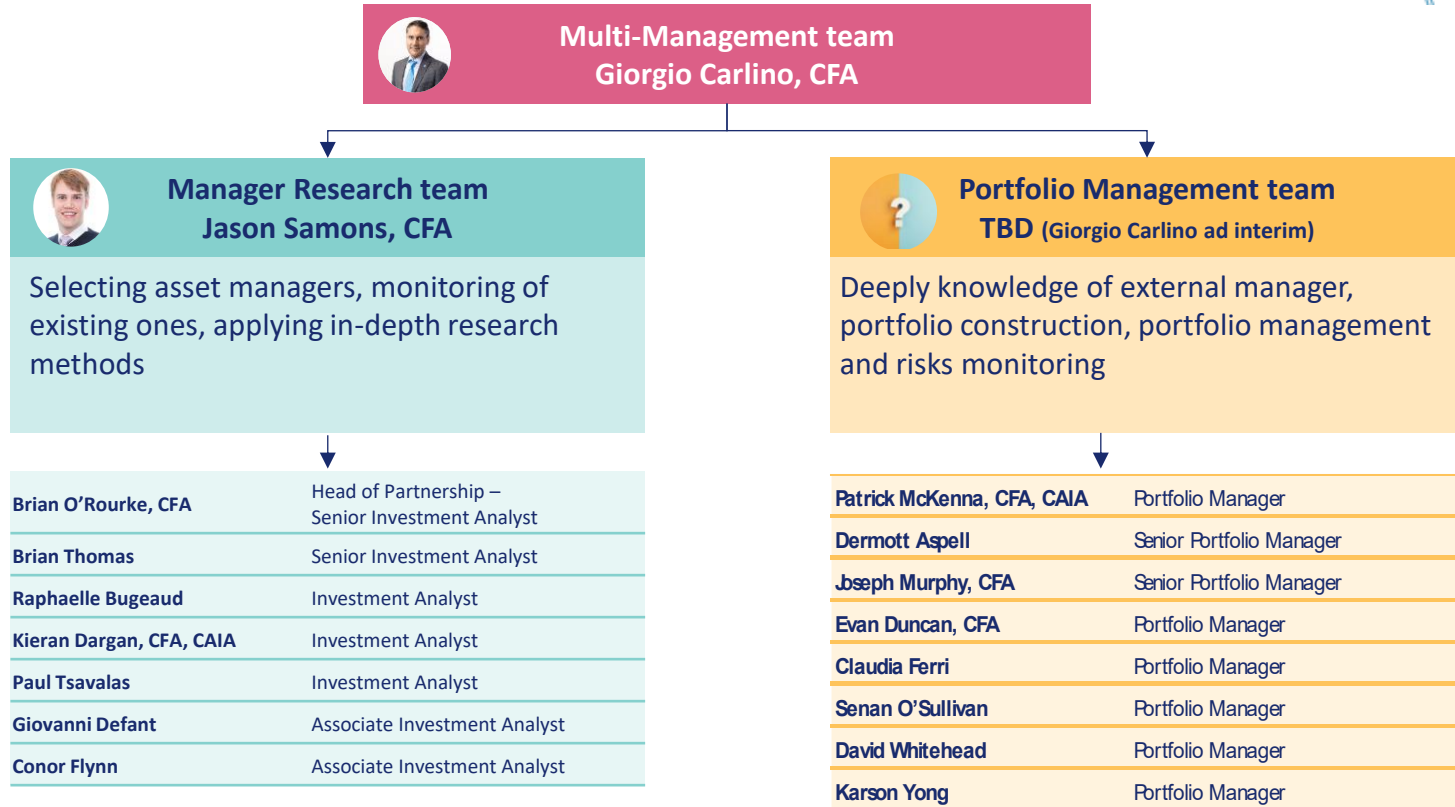 Multi-Management team
Giorgio Carlino, CFA
Manager Research team
Jason Samons, CFA
Selecting asset managers, monitoring of
existing ones, applying in-depth research
methods
Brian O’Rourke, CFA Head of Partnership –
Senior Investment Analyst
Brian Thomas Senior Investment Analyst
Raphaelle Bugeaud Investment Analyst
Kieran Dargan, CFA, CAIA Investment Analyst
Paul Tsavalas Investment Analyst
Giovanni Defant Associate Investment Analyst
Conor Flynn Associate Investment Analyst
?
Portfolio Management team
TBD (Giorgio Carlino ad interim)
Deeply knowledge of external manager,
portfolio construction, portfolio management
and risks monitoring
Patrick McKenna, CFA, CAIA Portfolio Manager
Dermott Aspell Senior Portfolio Manager
Joseph Murphy, CFA Senior Portfolio Manager
Evan Duncan, CFA Portfolio Manager
Claudia Ferri Portfolio Manager
Senan O’Sullivan Portfolio Manager
David Whitehead Portfolio Manager
Karson Yong Portfolio Manager